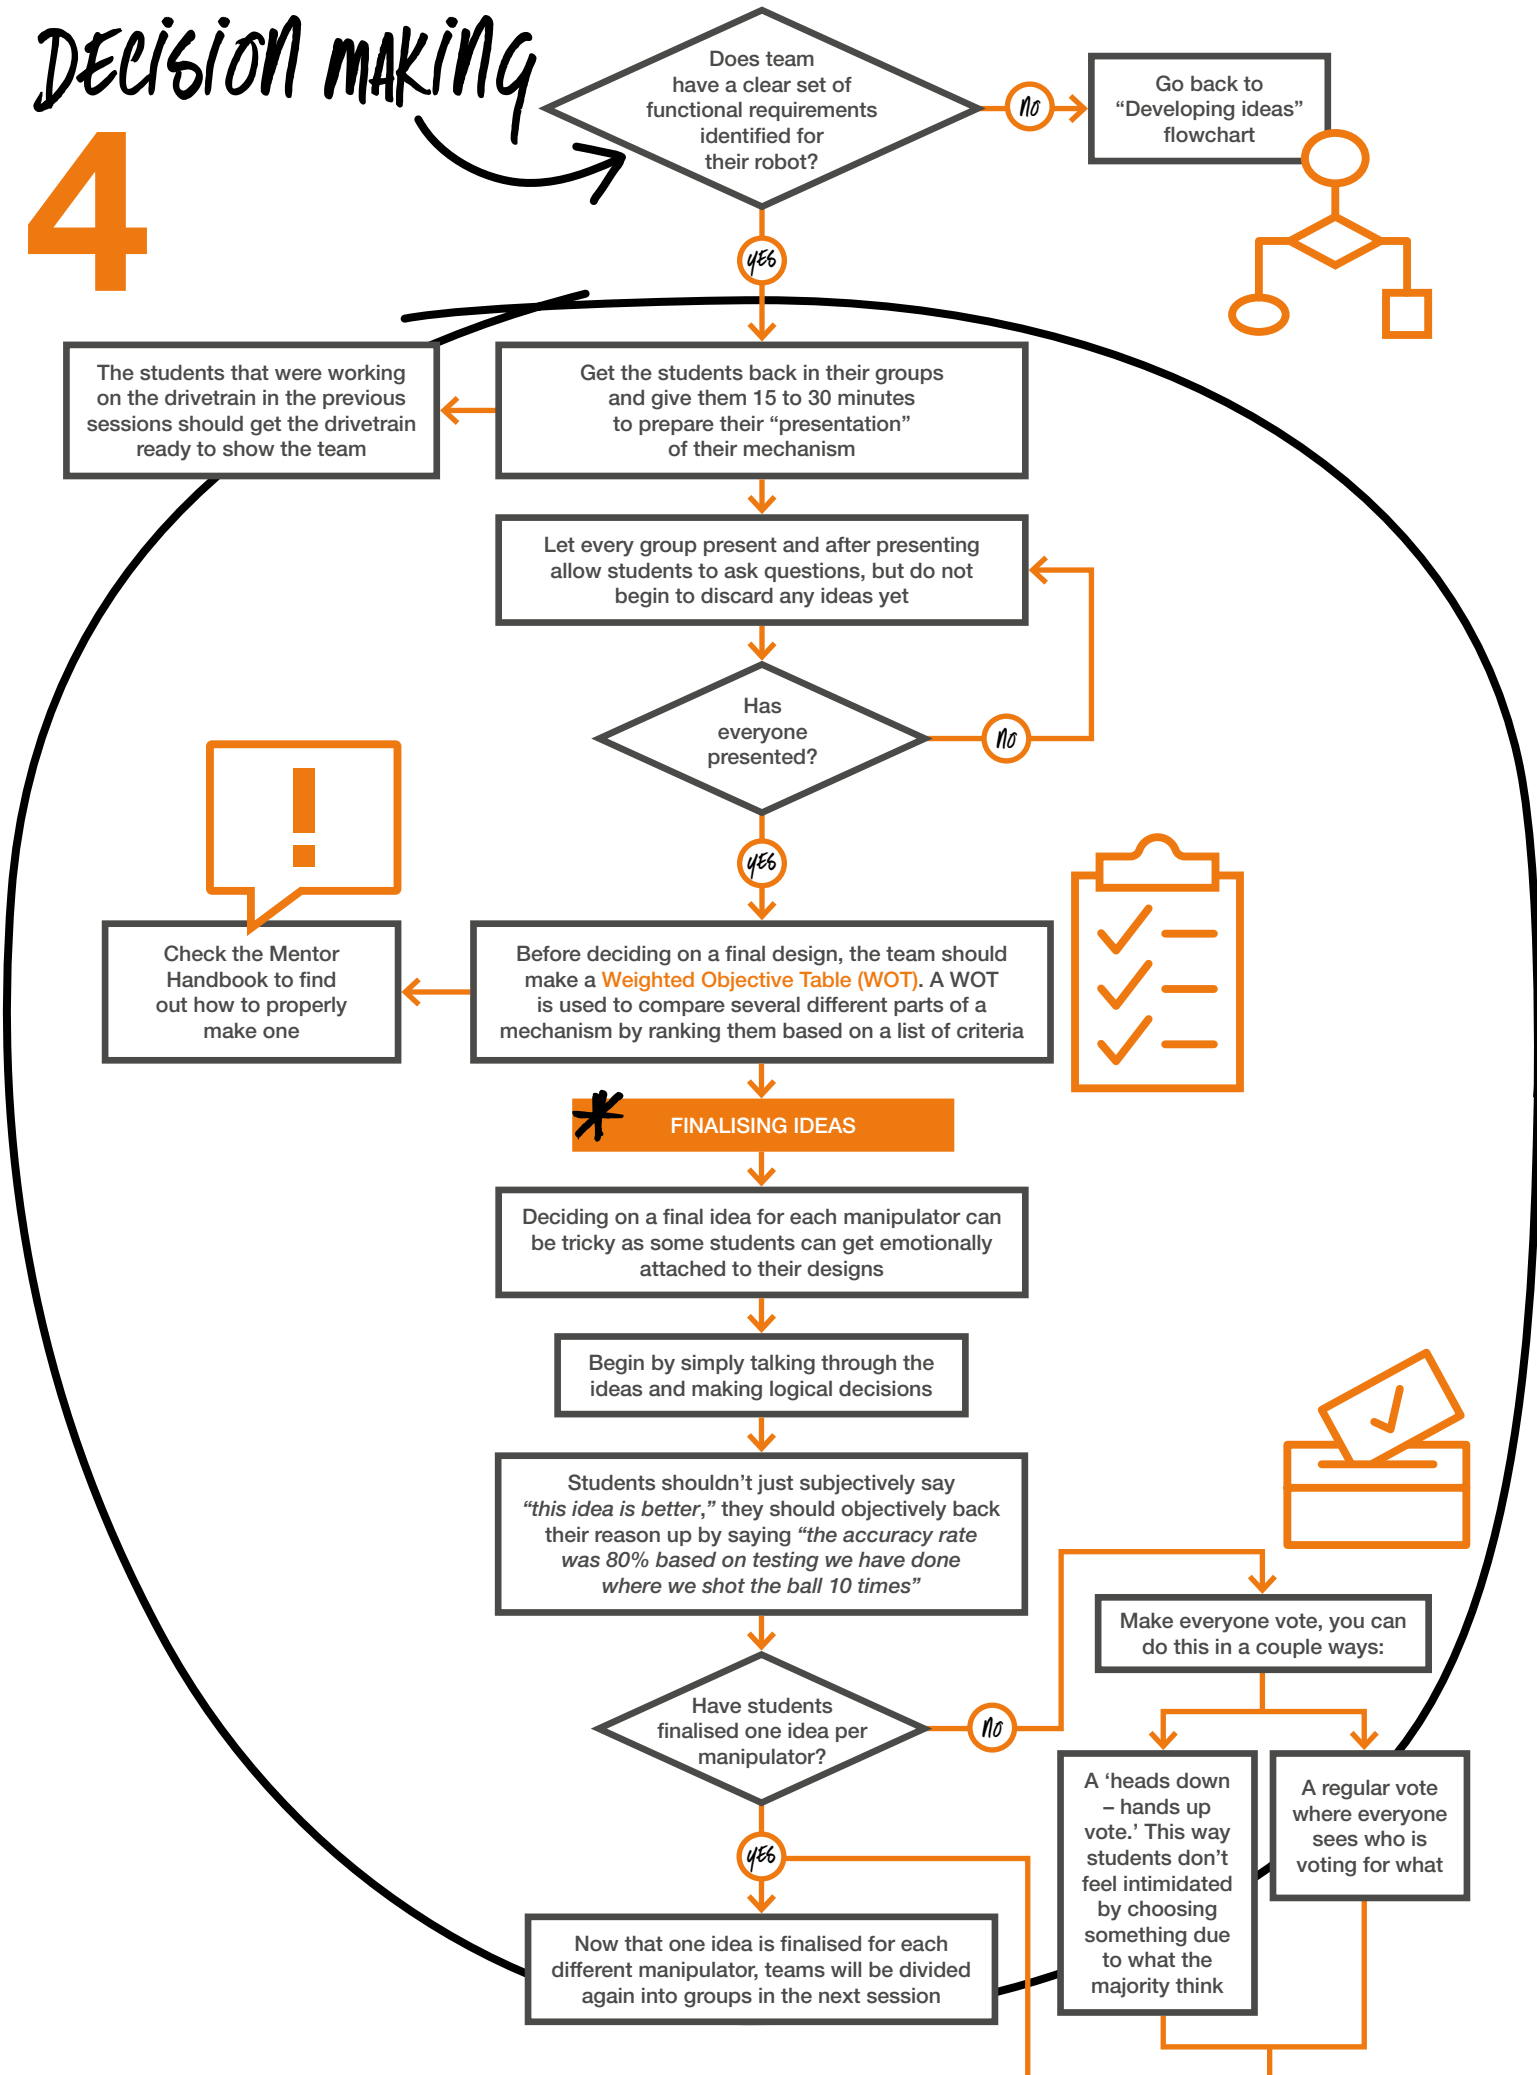 DECISION MAKING
4
Does team
have a clear set of
functional requirements
identified for
their robot?
NO
Go back to
“Developing ideas”
flowchart
YES
The students that were working
on the drivetrain in the previous
sessions should get the drivetrain
ready to show the team
Get the students back in their groups
and give them 15 to 30 minutes
to prepare their “presentation”
of their mechanism
Let every group present and after presenting
allow students to ask questions, but do not
begin to discard any ideas yet
Has
everyone
presented?
NO
!
YES
Check the Mentor
Handbook to find
out how to properly
make one
Before deciding on a final design, the team should
make a Weighted Objective Table (WOT). A WOT
is used to compare several different parts of a
mechanism by ranking them based on a list of criteria
FINALISING IDEAS
Deciding on a final idea for each manipulator can
be tricky as some students can get emotionally
attached to their designs
Begin by simply talking through the
ideas and making logical decisions
Students shouldn’t just subjectively say
“this idea is better,” they should objectively back
their reason up by saying “the accuracy rate
was 80% based on testing we have done
where we shot the ball 10 times”
Make everyone vote, you can
do this in a couple ways:
Have students
finalised one idea per
manipulator?
NO
A ‘heads down
– hands up
vote.’ This way
students don’t
feel intimidated
by choosing
something due
to what the
majority think
A regular vote
where everyone
sees who is
voting for what
YES
Now that one idea is finalised for each
different manipulator, teams will be divided
again into groups in the next session